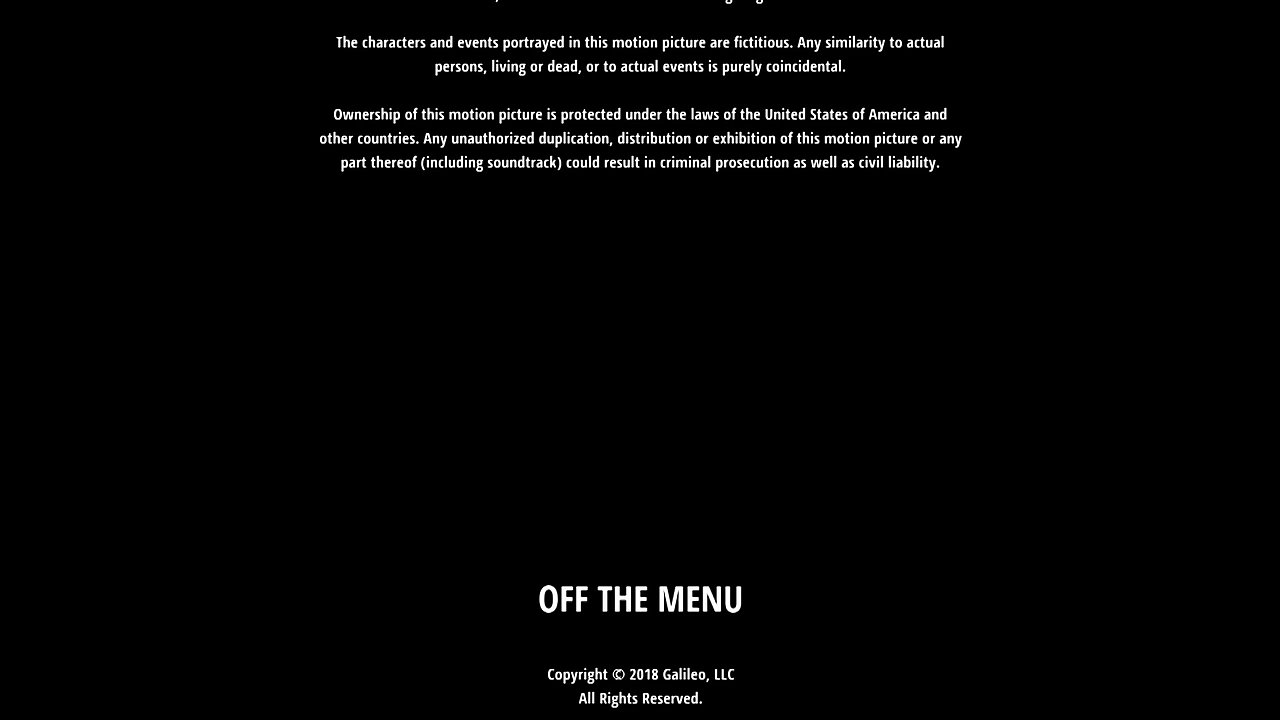 The characters and events portrayed in this motion picture are fictitious. Any similarity to actual
persons, living or dead, or to actual events is purely coincidental.
Ownership of this motion picture is protected under the laws of the United States of America and
other countries. Any unauthorized duplication, distribution or exhibition of this motion picture or any
part thereof (including soundtrack) could result in criminal prosecution as well as civil liability.
OFF THE MENU
Copyright © 2018 Galileo, LLC
All Rights Reserved.